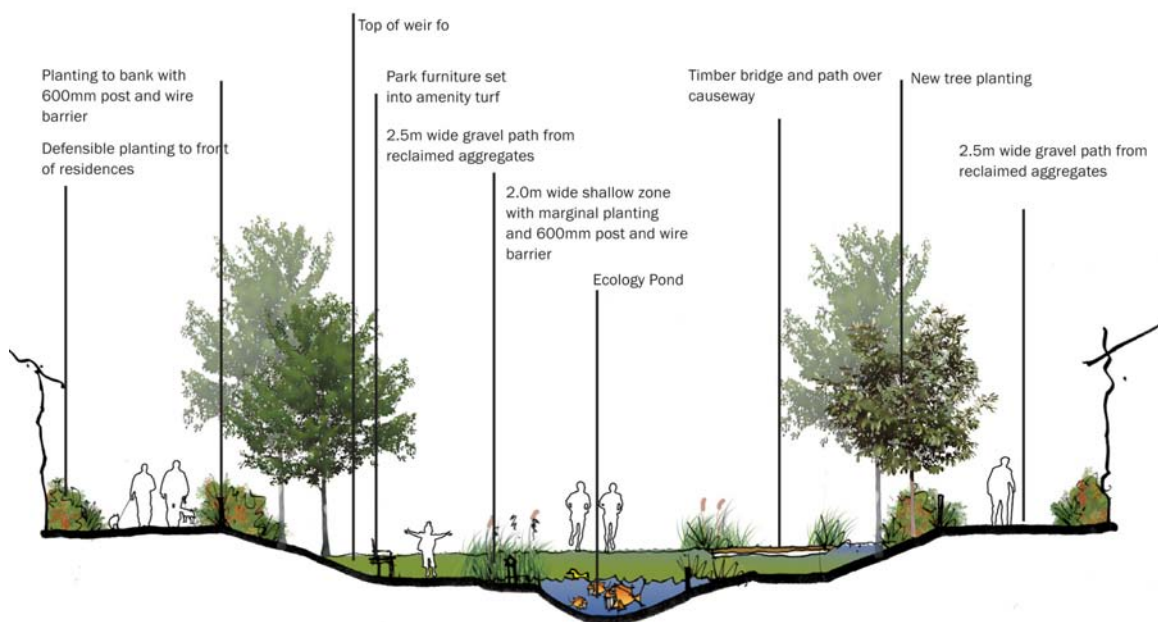 Top of weir fo
Planting to bank with
600mm post and wire
barrier
Defensible planting to front
of residences
Park furniture set
into amenity turf
2.5m wide gravel path from
reclaimed aggregates
2.0m wide shallow zone
with marginal planting
and 600mm post and wire
barrier
Ecology Pond
Timber bridge and path over
causeway
New tree planting
2.5m wide gravel path from
reclaimed aggregates